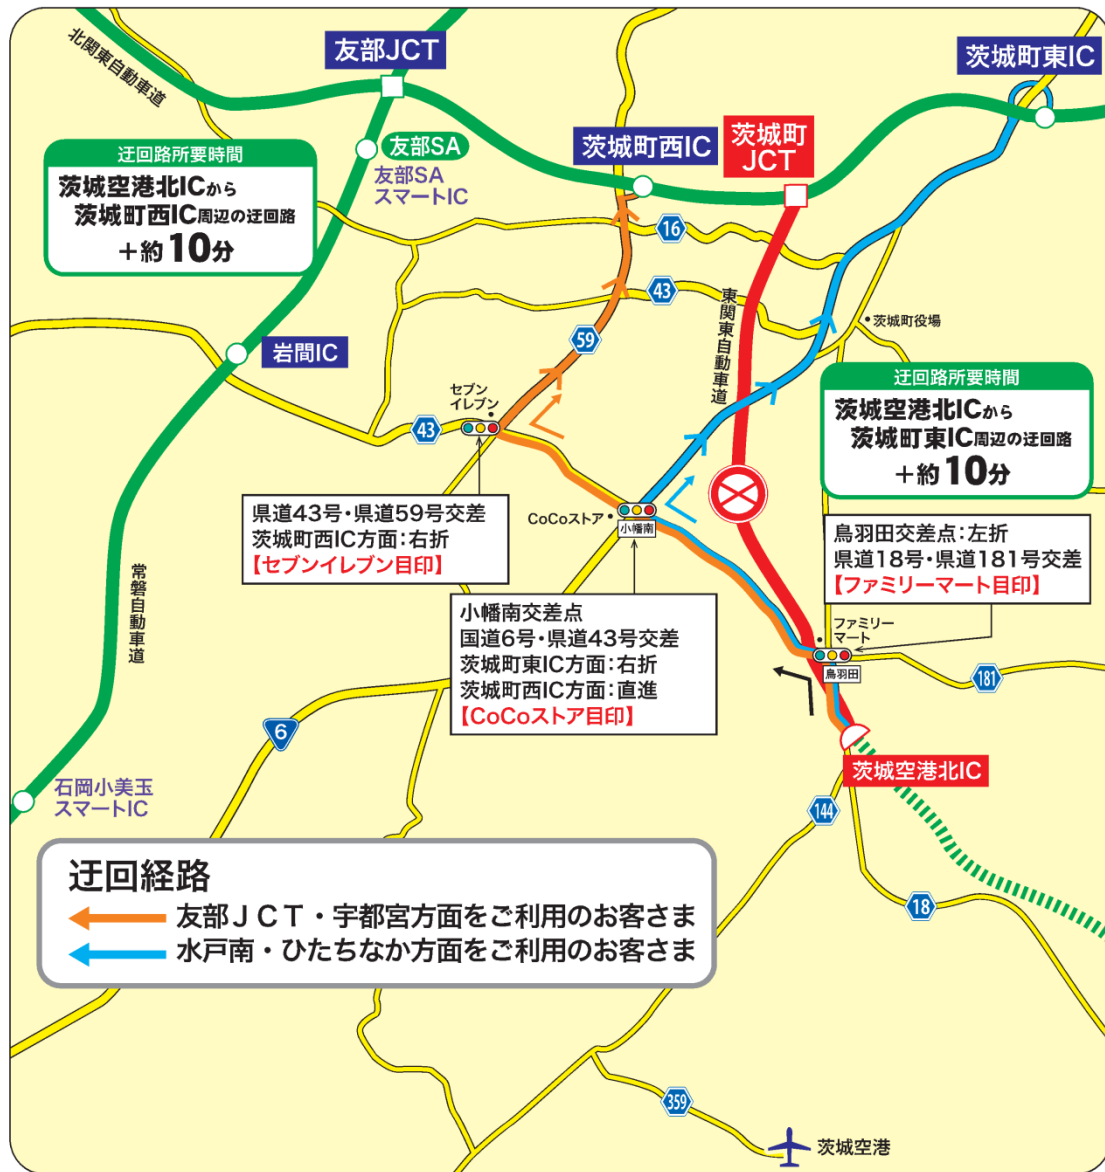 北関東自動車道
友部JCT
茨城町東IC
茨城町西IC
茨城町
JCT
友部SA
友部SA
スマートIC
迂回路所要時間
茨城空港北ICから
茨城町西IC周辺の迂回路
+約10分
16
43
59
東関東自動車道
茨城町役場
岩間IC
迂回路所要時間
茨城空港北ICから
茨城町東IC周辺の迂回路
+約10分
セブン
イレブン
43
県道43号・県道59号交差
茨城町西IC方面:右折
【セブンイレブン目印】
CoCoストア
小幡南
鳥羽田交差点:左折
県道18号・県道181号交差
【ファミリーマート目印】
常磐自動車道
小幡南交差点
国道6号・県道43号交差
茨城町東IC方面:右折
茨城町西IC方面:直進
【CoCoストア目印】
ファミリー
マート
鳥羽田
181
6
茨城空港北IC
石岡小美玉
スマートIC
144
18
迂回経路
友部JCT・宇都宮方面をご利用のお客さま
水戸南・ひたちなか方面をご利用のお客さま
359
茨城空港